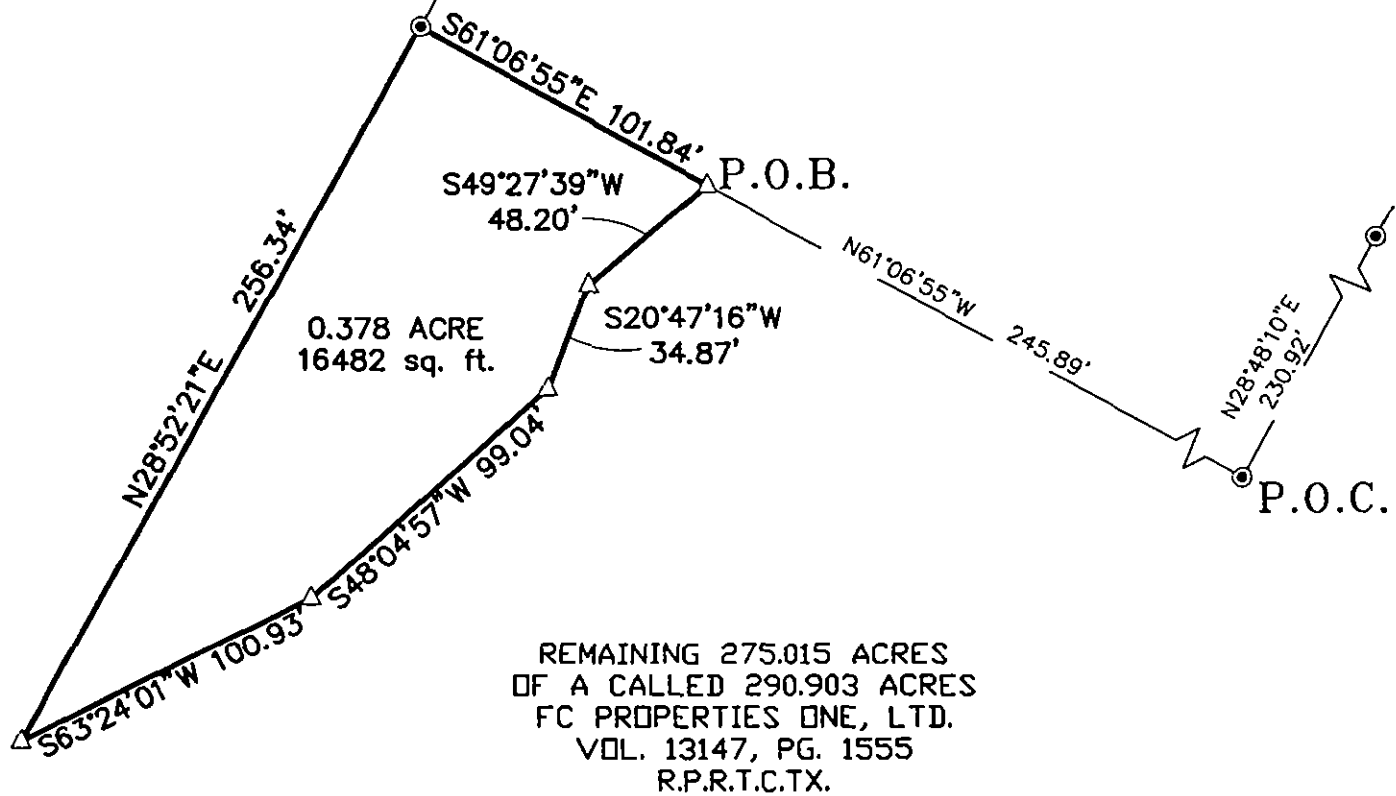 S61°06'55"E 101.84'
P.O.B.
S49°27'39"W
48.20'
N61°06'55"W 245.89'
N28°48'10"E
230.92'
P.O.C.
N28°52'21"E 256.34'
0.378 ACRE
16482 sq. ft.
S20°47'16"W
34.87'
S48°04'57"W 99.04'
S63°24'01"W 100.93'
REMAINING 275.015 ACRES
OF A CALLED 290.903 ACRES
FC PROPERTIES ONE, LTD.
VOL. 13147, PG. 1555
R.P.R.T.C.TX.